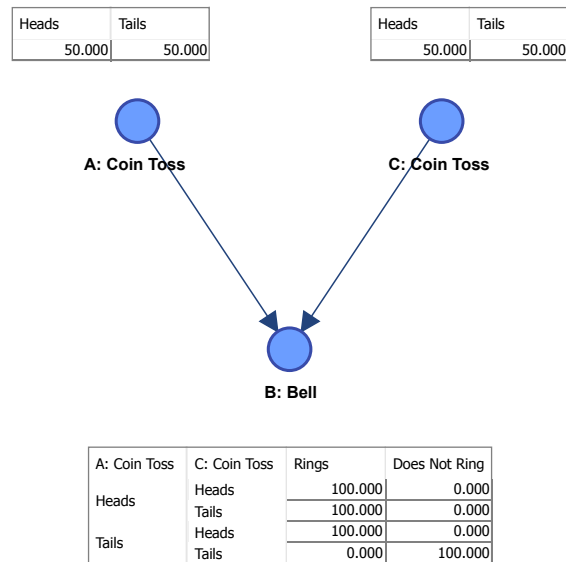 Heads Tails
50.000 50.000
Heads Tails
50.000 50.000
A: Coin Toss
C: Coin Toss
B: Bell
A: Coin Toss C: Coin Toss Rings Does Not Ring
Heads Heads 100.000 0.000
Tails 100.000 0.000
Tails Heads 100.000 0.000
Tails 0.000 100.000